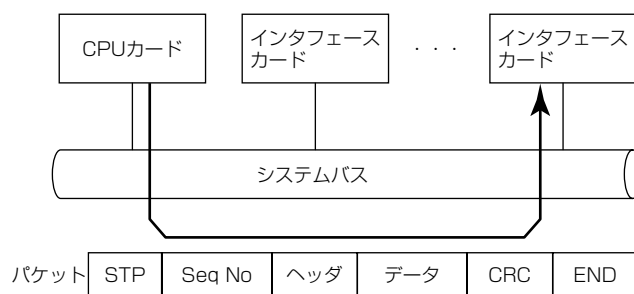 CPUカード
インタフェース
カード
· · ·
インタフェース
カード
システムバス
パケット STP Seq No ヘッダ データ CRC END